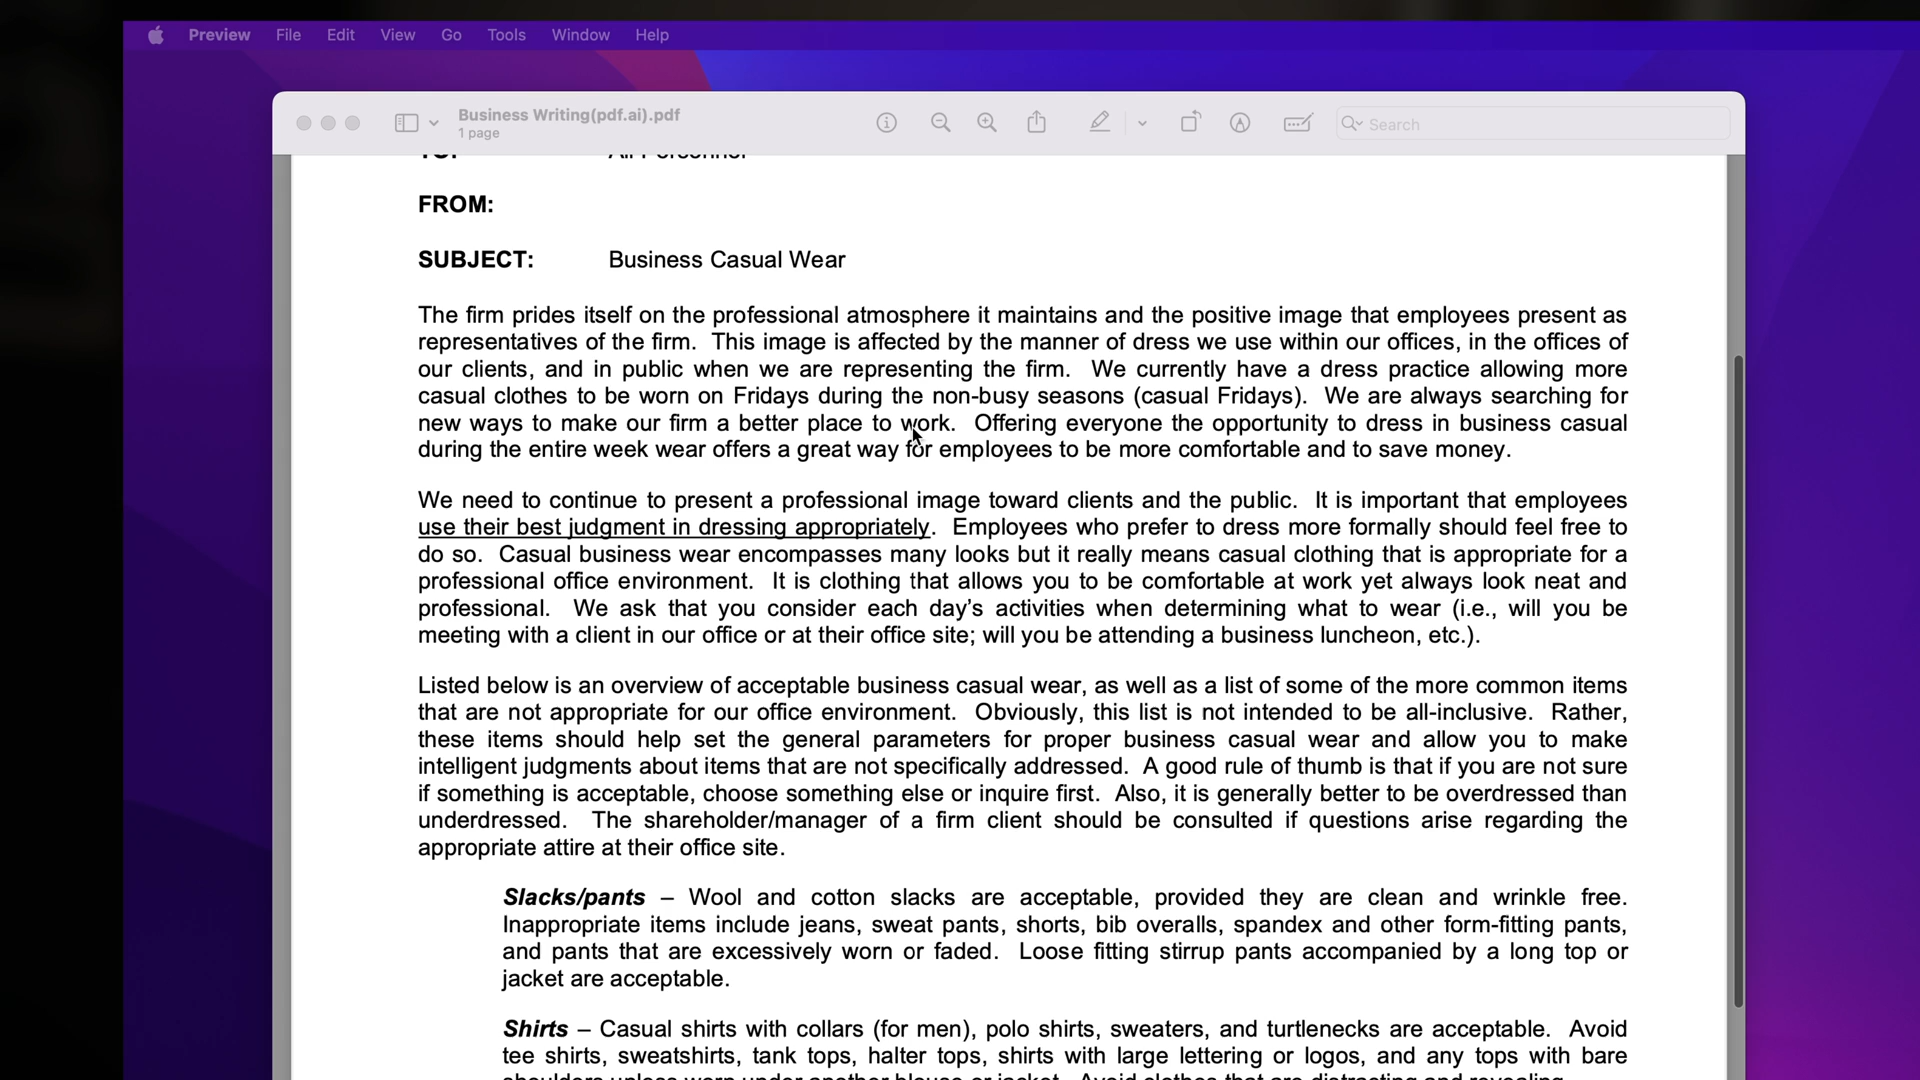 Preview File Edit View Go Tools Window Help
Business Writing(pdf.ai).pdf
1 page
Search
TO: All Personnel
FROM:
SUBJECT: Business Casual Wear
The firm prides itself on the professional atmosphere it maintains and the positive image that employees present as
representatives of the firm. This image is affected by the manner of dress we use within our offices, in the offices of
our clients, and in public when we are representing the firm. We currently have a dress practice allowing more
casual clothes to be worn on Fridays during the non-busy seasons (casual Fridays). We are always searching for
new ways to make our firm a better place to work. Offering everyone the opportunity to dress in business casual
during the entire week wear offers a great way for employees to be more comfortable and to save money.
We need to continue to present a professional image toward clients and the public. It is important that employees
use their best judgment in dressing appropriately. Employees who prefer to dress more formally should feel free to
do so. Casual business wear encompasses many looks but it really means casual clothing that is appropriate for a
professional office environment. It is clothing that allows you to be comfortable at work yet always look neat and
professional. We ask that you consider each day’s activities when determining what to wear (i.e., will you be
meeting with a client in our office or at their office site; will you be attending a business luncheon, etc.).
Listed below is an overview of acceptable business casual wear, as well as a list of some of the more common items
that are not appropriate for our office environment. Obviously, this list is not intended to be all-inclusive. Rather,
these items should help set the general parameters for proper business casual wear and allow you to make
intelligent judgments about items that are not specifically addressed. A good rule of thumb is that if you are not sure
if something is acceptable, choose something else or inquire first. Also, it is generally better to be overdressed than
underdressed. The shareholder/manager of a firm client should be consulted if questions arise regarding the
appropriate attire at their office site.
Slacks/pants – Wool and cotton slacks are acceptable, provided they are clean and wrinkle free.
Inappropriate items include jeans, sweat pants, shorts, bib overalls, spandex and other form-fitting pants,
and pants that are excessively worn or faded. Loose fitting stirrup pants accompanied by a long top or
jacket are acceptable.
Shirts – Casual shirts with collars (for men), polo shirts, sweaters, and turtlenecks are acceptable. Avoid
tee shirts, sweatshirts, tank tops, halter tops, shirts with large lettering or logos, and any tops with bare
shoulders unless worn under another blouse or jacket. Avoid clothes that are distracting and revealing.